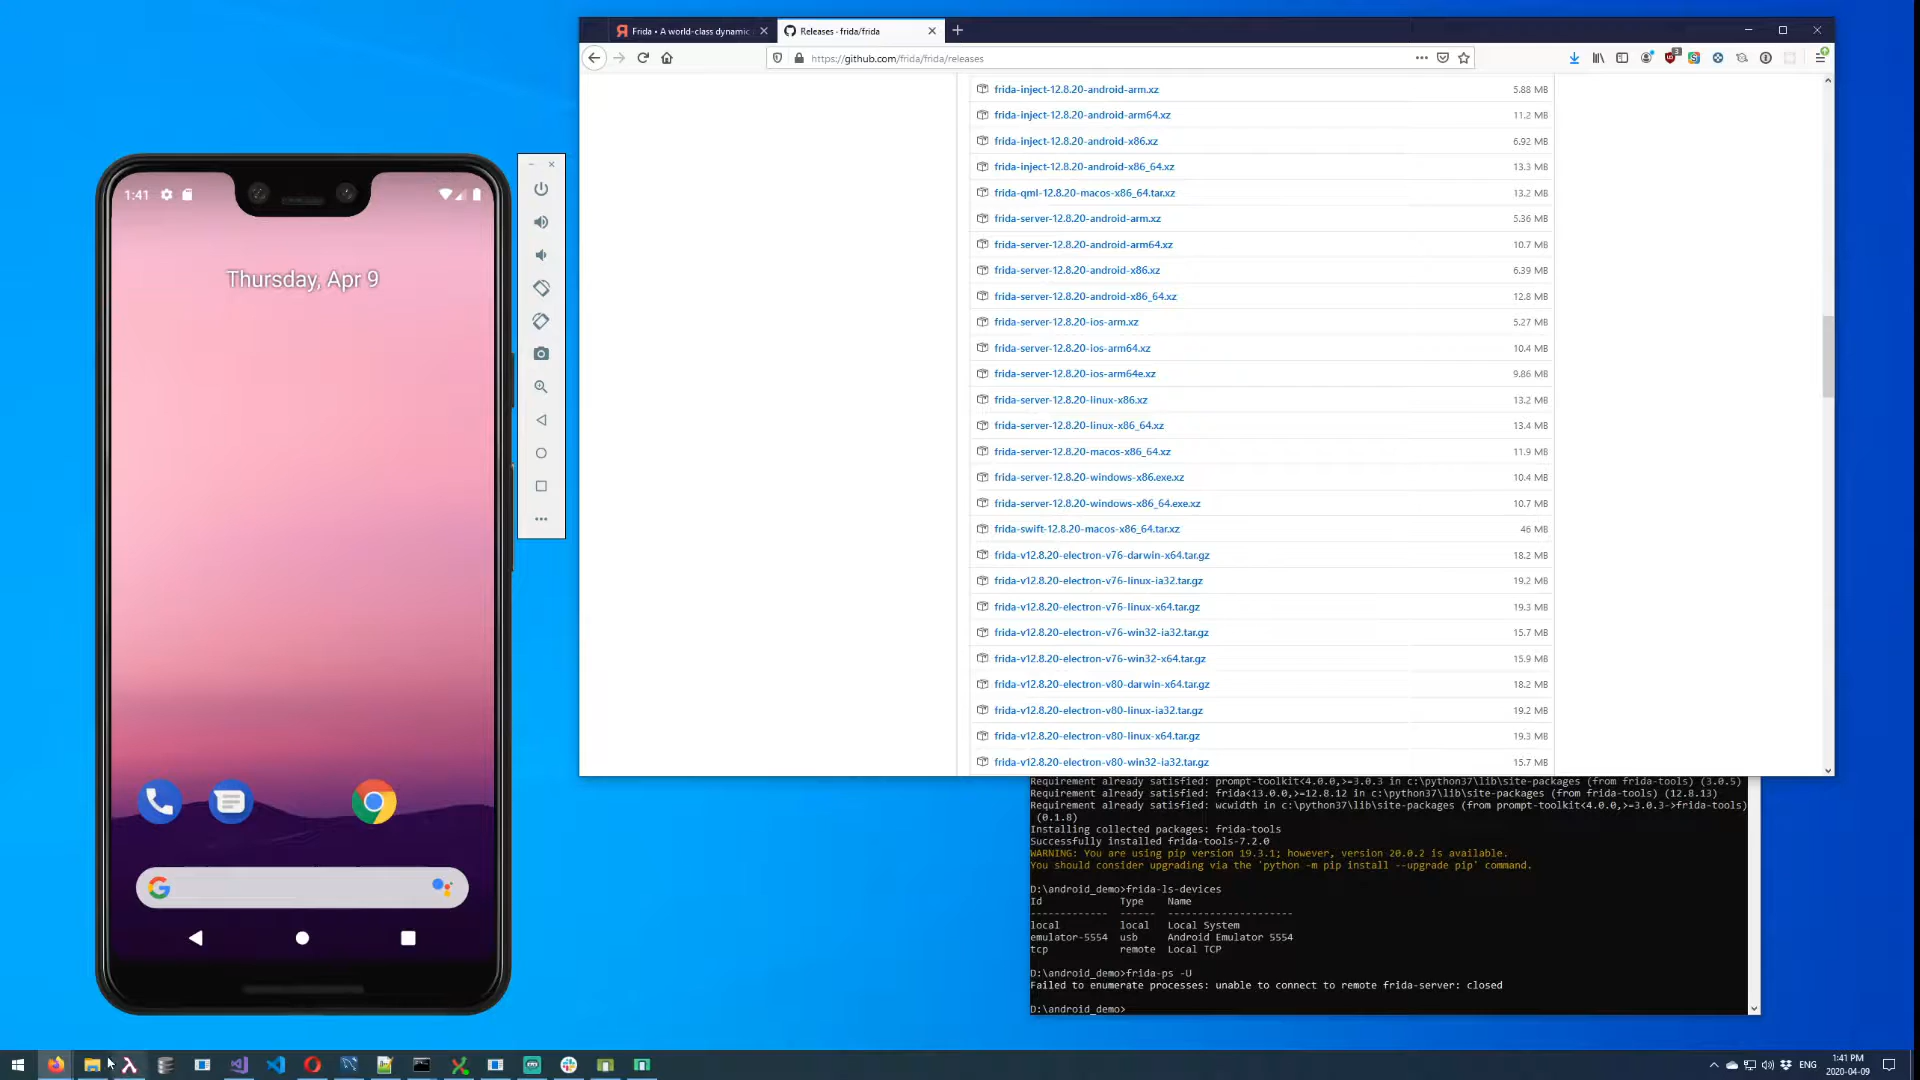 Frida • A world-class dynamic
Releases · frida/frida
https://github.com/frida/frida/releases
frida-inject-12.8.20-android-arm.xz 5.88 MB
frida-inject-12.8.20-android-arm64.xz 11.2 MB
frida-inject-12.8.20-android-x86.xz 6.92 MB
frida-inject-12.8.20-android-x86_64.xz 13.3 MB
frida-qml-12.8.20-macos-x86_64.tar.xz 13.2 MB
frida-server-12.8.20-android-arm.xz 5.36 MB
frida-server-12.8.20-android-arm64.xz 10.7 MB
frida-server-12.8.20-android-x86.xz 6.39 MB
frida-server-12.8.20-android-x86_64.xz 12.8 MB
frida-server-12.8.20-ios-arm.xz 5.27 MB
frida-server-12.8.20-ios-arm64.xz 10.4 MB
frida-server-12.8.20-ios-arm64e.xz 9.86 MB
frida-server-12.8.20-linux-x86.xz 13.2 MB
frida-server-12.8.20-linux-x86_64.xz 13.4 MB
frida-server-12.8.20-macos-x86_64.xz 11.9 MB
frida-server-12.8.20-windows-x86.exe.xz 10.4 MB
frida-server-12.8.20-windows-x86_64.exe.xz 10.7 MB
frida-swift-12.8.20-macos-x86_64.tar.xz 46 MB
frida-v12.8.20-electron-v76-darwin-x64.tar.gz 18.2 MB
frida-v12.8.20-electron-v76-linux-ia32.tar.gz 19.2 MB
frida-v12.8.20-electron-v76-linux-x64.tar.gz 19.3 MB
frida-v12.8.20-electron-v76-win32-ia32.tar.gz 15.7 MB
frida-v12.8.20-electron-v76-win32-x64.tar.gz 15.9 MB
frida-v12.8.20-electron-v80-darwin-x64.tar.gz 18.2 MB
frida-v12.8.20-electron-v80-linux-ia32.tar.gz 19.2 MB
frida-v12.8.20-electron-v80-linux-x64.tar.gz 19.3 MB
frida-v12.8.20-electron-v80-win32-ia32.tar.gz 15.7 MB
1:41
Thursday, Apr 9
Requirement already satisfied: prompt-toolkit<4.0.0,>=3.0.3 in c:\python37\lib\site-packages (from frida-tools) (3.0.5)
Requirement already satisfied: frida<13.0.0,>=12.8.12 in c:\python37\lib\site-packages (from frida-tools) (12.8.13)
Requirement already satisfied: wcwidth in c:\python37\lib\site-packages (from prompt-toolkit<4.0.0,>=3.0.3->frida-tools)
(0.1.8)
Installing collected packages: frida-tools
Successfully installed frida-tools-7.2.0
WARNING: You are using pip version 19.3.1; however, version 20.0.2 is available.
You should consider upgrading via the 'python -m pip install --upgrade pip' command.
D:\android_demo>frida-ls-devices
Id Type Name
------------- ------ ---------------------
local local Local System
emulator-5554 usb Android Emulator 5554
tcp remote Local TCP
D:\android_demo>frida-ps -U
Failed to enumerate processes: unable to connect to remote frida-server: closed
D:\android_demo>
ENG
1:41 PM
2020-04-09